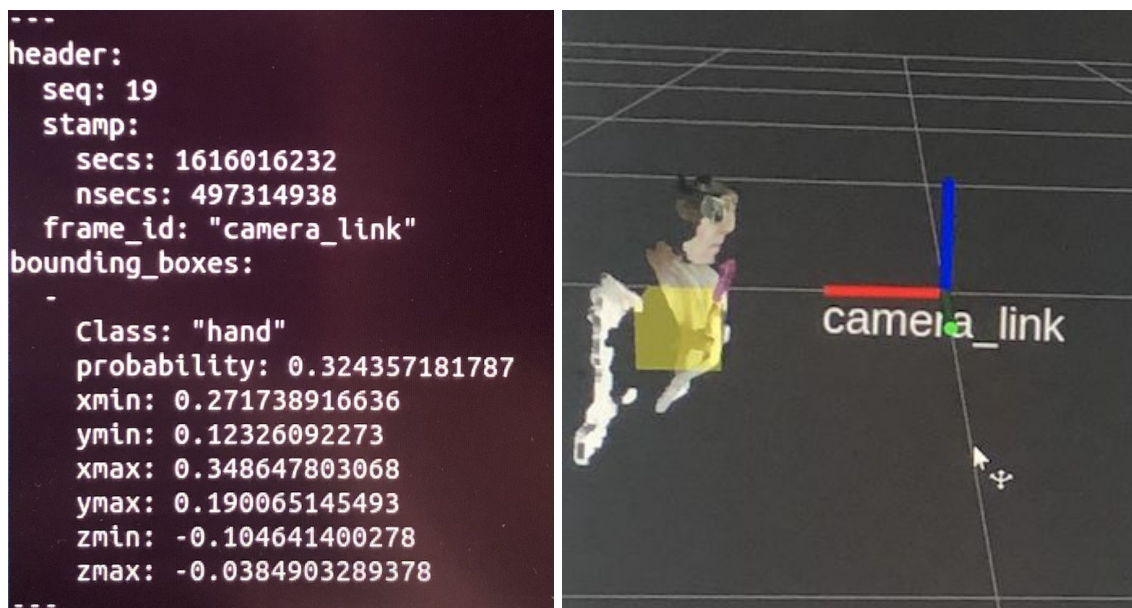 ---
header:
seq: 19
stamp:
secs: 1616016232
nsecs: 497314938
frame_id: "camera_link"
bounding_boxes:
-
Class: "hand"
probability: 0.324357181787
xmin: 0.271738916636
ymin: 0.12326092273
xmax: 0.348647803068
ymax: 0.190065145493
zmin: -0.104641400278
zmax: -0.0384903289378
---
camera_link